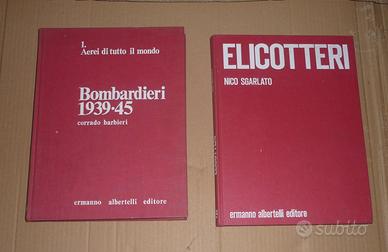 1.
Aerei di tutto il mondo
Bombardieri
1939·45
corrado barbieri
ermanno albertelli editore
ELICOTTERI
NICO SGARLATO
ermanno albertelli editore
ELICOTTERI
subito